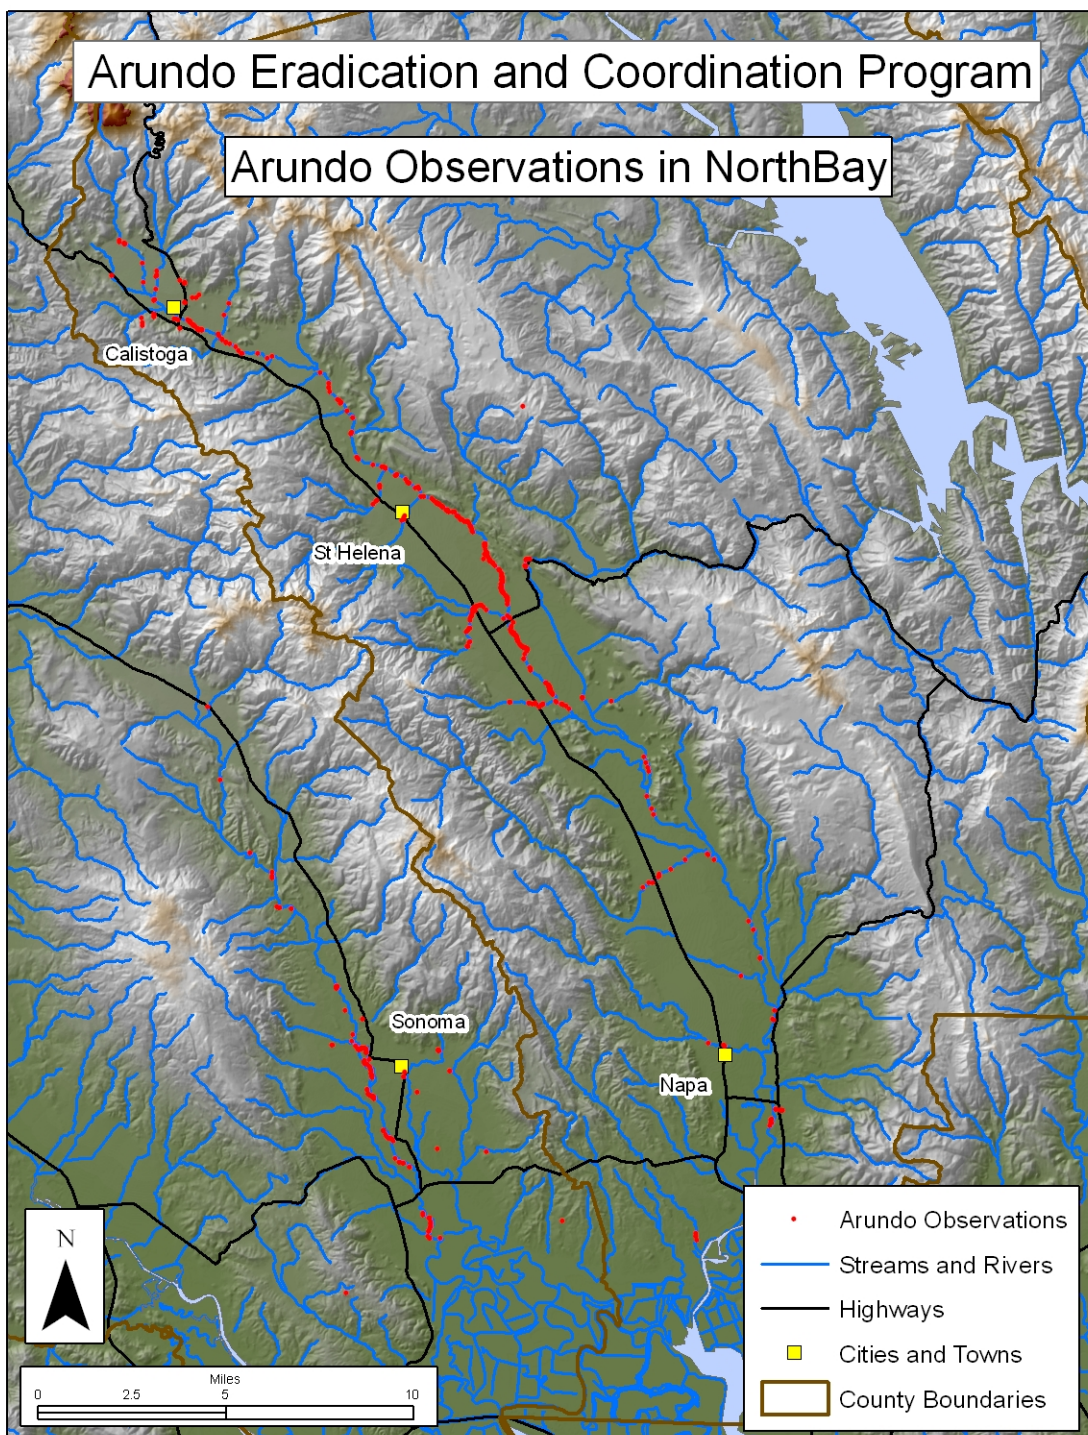 Arundo Eradication and Coordination Program
Arundo Observations in NorthBay
Calistoga
St Helena
Sonoma
Napa
N
Arundo Observations
Streams and Rivers
Highways
Cities and Towns
County Boundaries
Miles
0 2.5 5 10